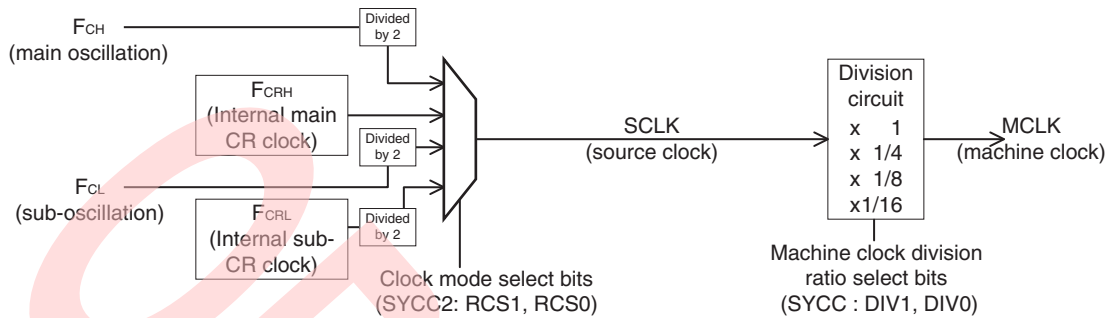 FCH
(main oscillation)
Divided
by 2
FCRH
(Internal main
CR clock)
Divided
by 2
FCL
(sub-oscillation)
FCRL
(Internal sub-
CR clock)
Divided
by 2
Clock mode select bits
(SYCC2: RCS1, RCS0)
SCLK
(source clock)
Division
circuit
x 1
x 1/4
x 1/8
x1/16
Machine clock division
ratio select bits
(SYCC : DIV1, DIV0)
MCLK
(machine clock)